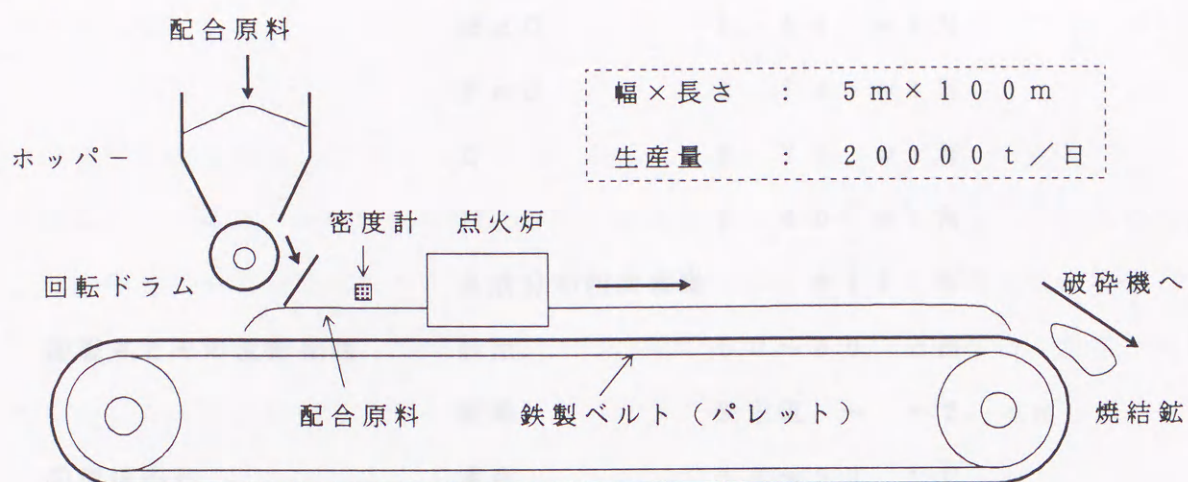 配合原料
幅×長さ : 5m×100m
ホッパー
生産量 : 20000t/日
密度計 点火炉
回転ドラム
破砕機へ
配合原料
鉄製ベルト(パレット)
焼結鉱